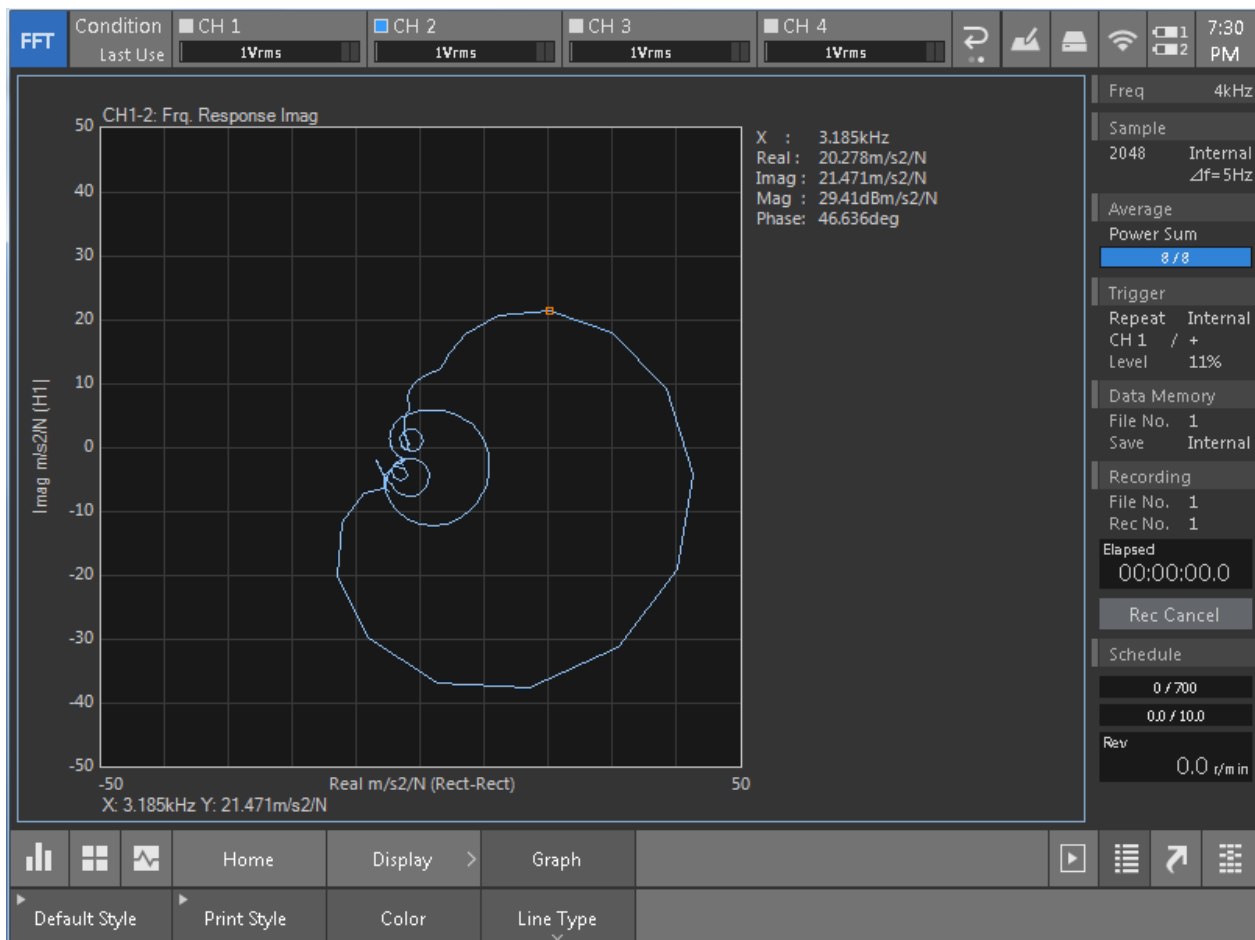 FFT
Condition
Last Use
CH 1
1Vrms
CH 2
1Vrms
CH 3
1Vrms
CH 4
1Vrms
1
2
7:30
PM
CH1-2: Frq. Response Imag
50
40
30
20
10
0
-10
-20
-30
-40
-50
Imag m/s2/N (H1)
-50
Real m/s2/N (Rect-Rect)
50
X: 3.185kHz Y: 21.471m/s2/N
X : 3.185kHz
Real : 20.278m/s2/N
Imag : 21.471m/s2/N
Mag : 29.41dBm/s2/N
Phase: 46.636deg
Freq 4kHz
Sample
2048 Internal
⊿f=5Hz
Average
Power Sum
8 / 8
Trigger
Repeat Internal
CH 1 / +
Level 11%
Data Memory
File No. 1
Save Internal
Recording
File No. 1
Rec No. 1
Elapsed
00:00:00.0
Rec Cancel
Schedule
0 / 700
0.0 / 10.0
Rev
0.0 r/min
Home
Display >
Graph
Default Style
Print Style
Color
Line Type